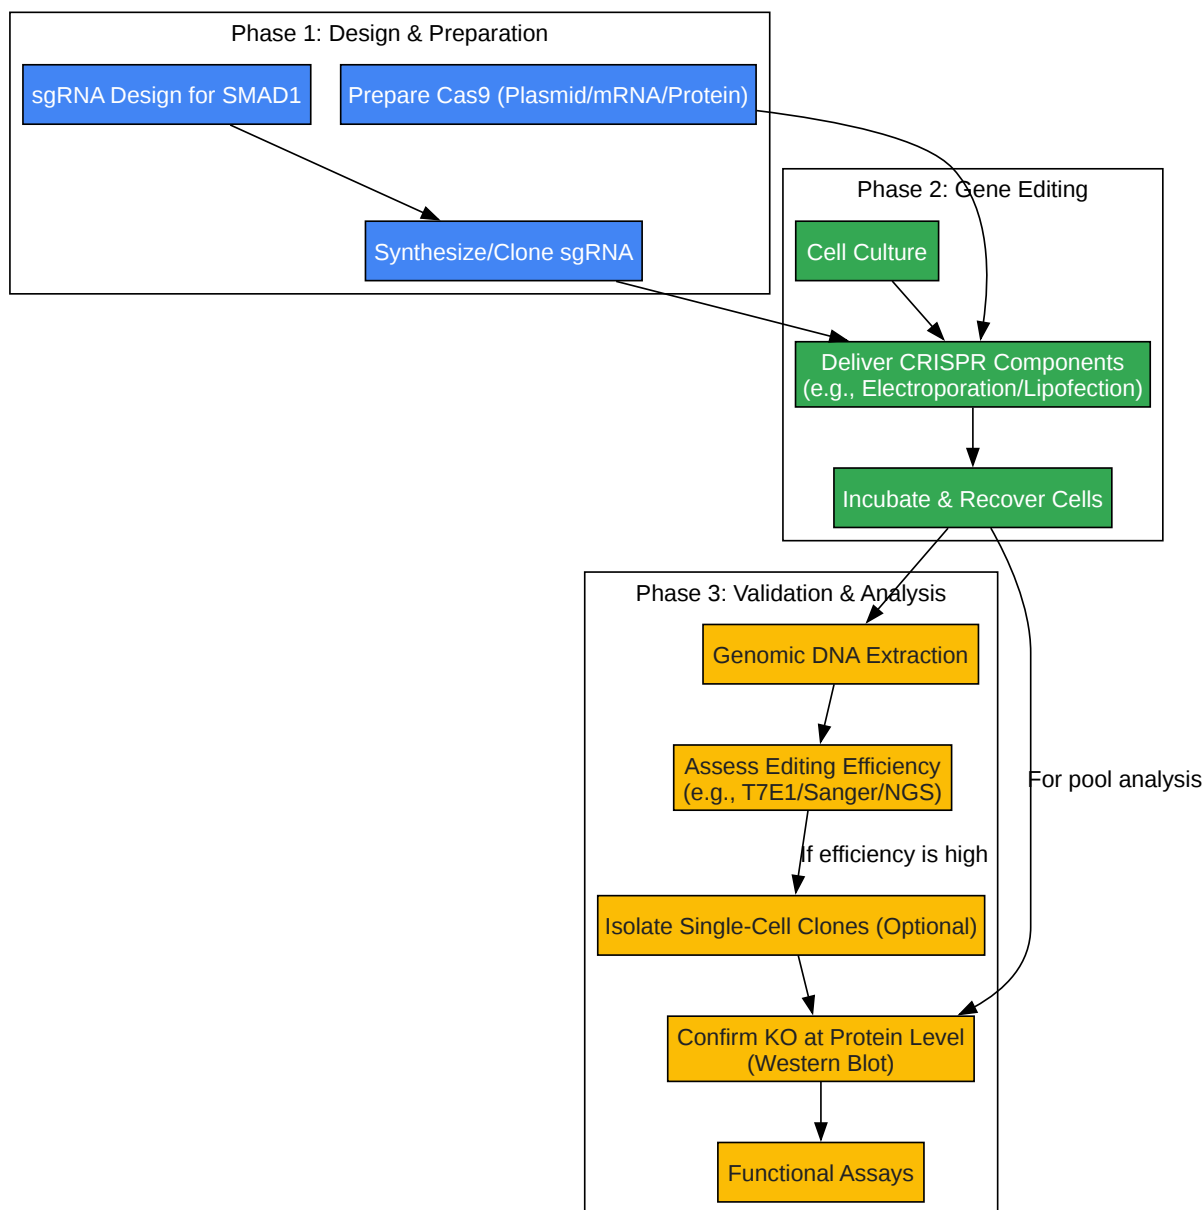 Phase 1: Design & Preparation
sgRNA Design for SMAD1
Prepare Cas9 (Plasmid/mRNA/Protein)
Synthesize/Clone sgRNA
Phase 2: Gene Editing
Cell Culture
Deliver CRISPR Components
(e.g., Electroporation/Lipofection)
Incubate & Recover Cells
Phase 3: Validation & Analysis
Genomic DNA Extraction
Assess Editing Efficiency
(e.g., T7E1/Sanger/NGS)
For pool analysis
If efficiency is high
Isolate Single-Cell Clones (Optional)
Confirm KO at Protein Level
(Western Blot)
Functional Assays